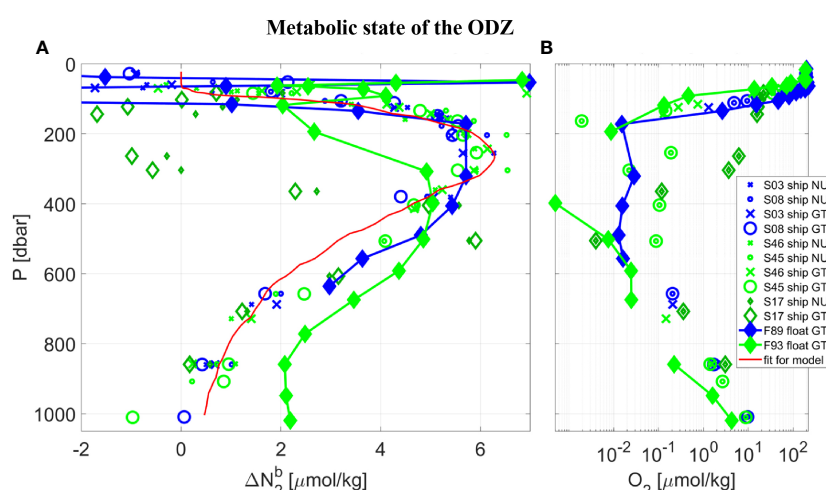 Metabolic state of the ODZ
A
B
0
200
400
600
800
1000
P [dbar]
-2
0
2
4
6
ΔN₂ᵇ [μmol/kg]
10⁻²
10⁻¹
10⁰
10¹
10²
O₂ [μmol/kg]
S03 ship NU
S08 ship NU
S03 ship GT
S08 ship GT
S46 ship NU
S45 ship NU
S46 ship GT
S45 ship GT
S17 ship NU
S17 ship GT
F89 float GT
F93 float GT
fit for model